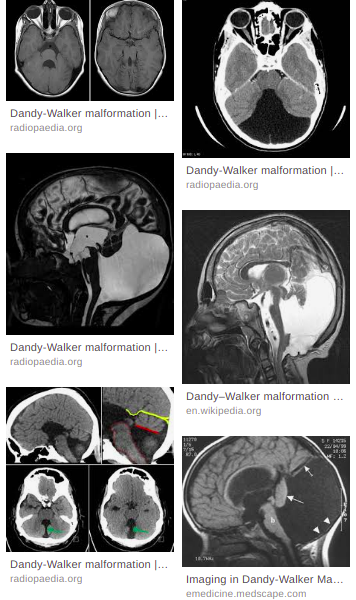 Dandy-Walker malformation |...
radiopaedia.org
Dandy-Walker malformation |...
radiopaedia.org
Dandy-Walker malformation |...
radiopaedia.org
Dandy–Walker malformation ...
en.wikipedia.org
Dandy-Walker malformation |...
radiopaedia.org
b
Imaging in Dandy-Walker Ma...
emedicine.medscape.com